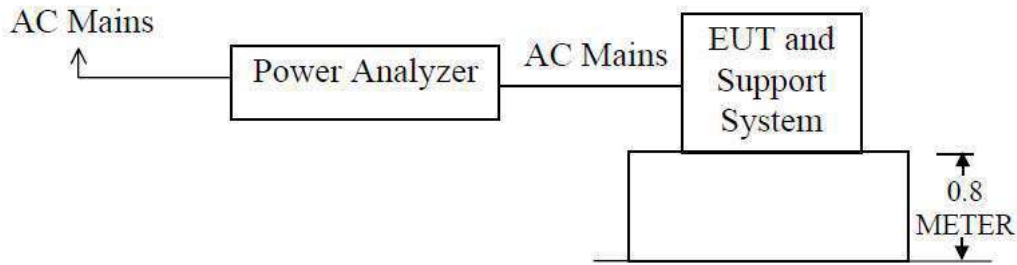 AC Mains
Power Analyzer
AC Mains
EUT and
Support
System
0.8
METER